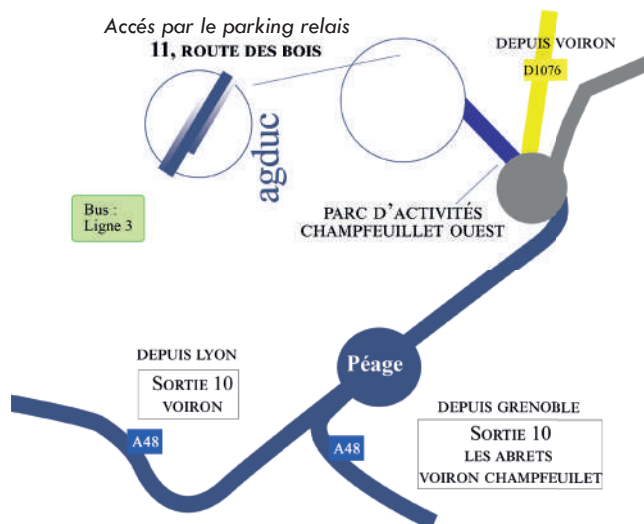 Accés par le parking relais
11, ROUTE DES BOIS
agduc
DEPUIS VOIRON
D1076
Bus :
Ligne 3
PARC D'ACTIVITÉS
CHAMPFEUILLET OUEST
Péage
DEPUIS LYON
SORTIE 10
VOIRON
A48
A48
DEPUIS GRENOBLE
SORTIE 10
LES ABRETS
VOIRON CHAMPFEUILET